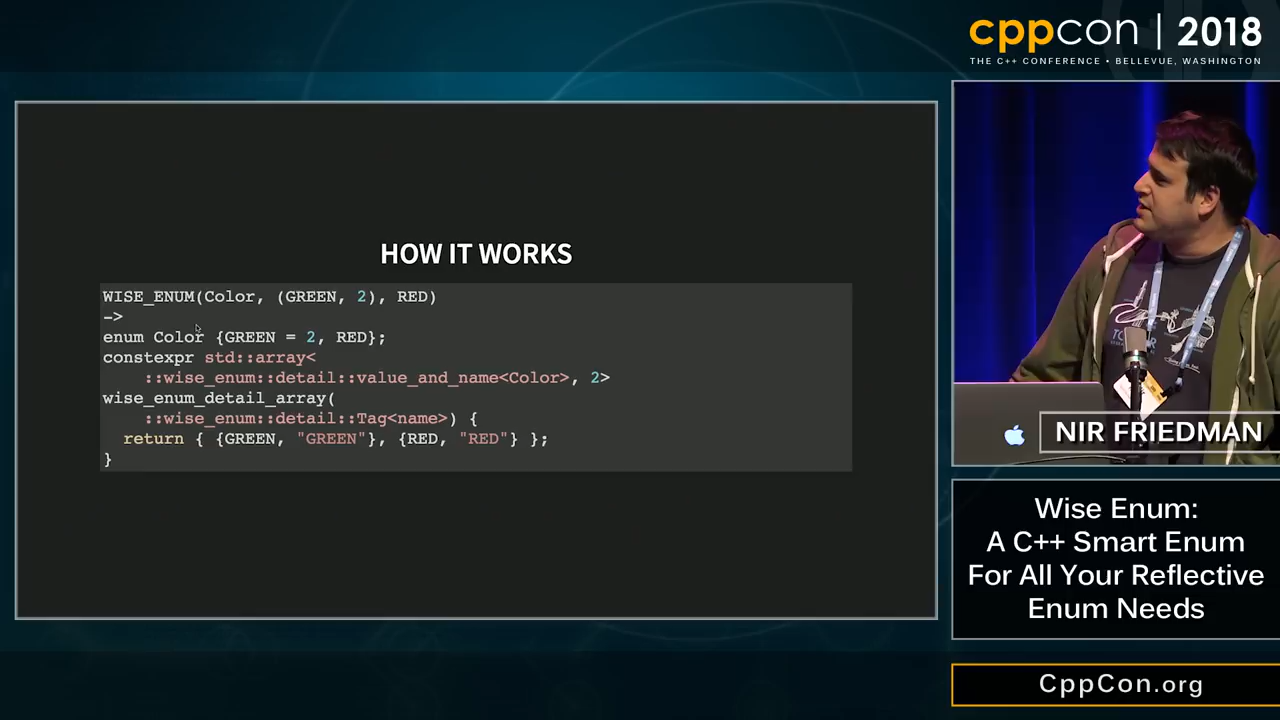 cppcon | 2018
THE C++ CONFERENCE • BELLEVUE, WASHINGTON
HOW IT WORKS
WISE_ENUM(Color, (GREEN, 2), RED)
->
enum Color {GREEN = 2, RED};
constexpr std::array<
::wise_enum::detail::value_and_name<Color>, 2>
wise_enum_detail_array(
::wise_enum::detail::Tag<name>) {
return { {GREEN, "GREEN"}, {RED, "RED"} };
}
NIR FRIEDMAN
Wise Enum:
A C++ Smart Enum
For All Your Reflective
Enum Needs
CppCon.org